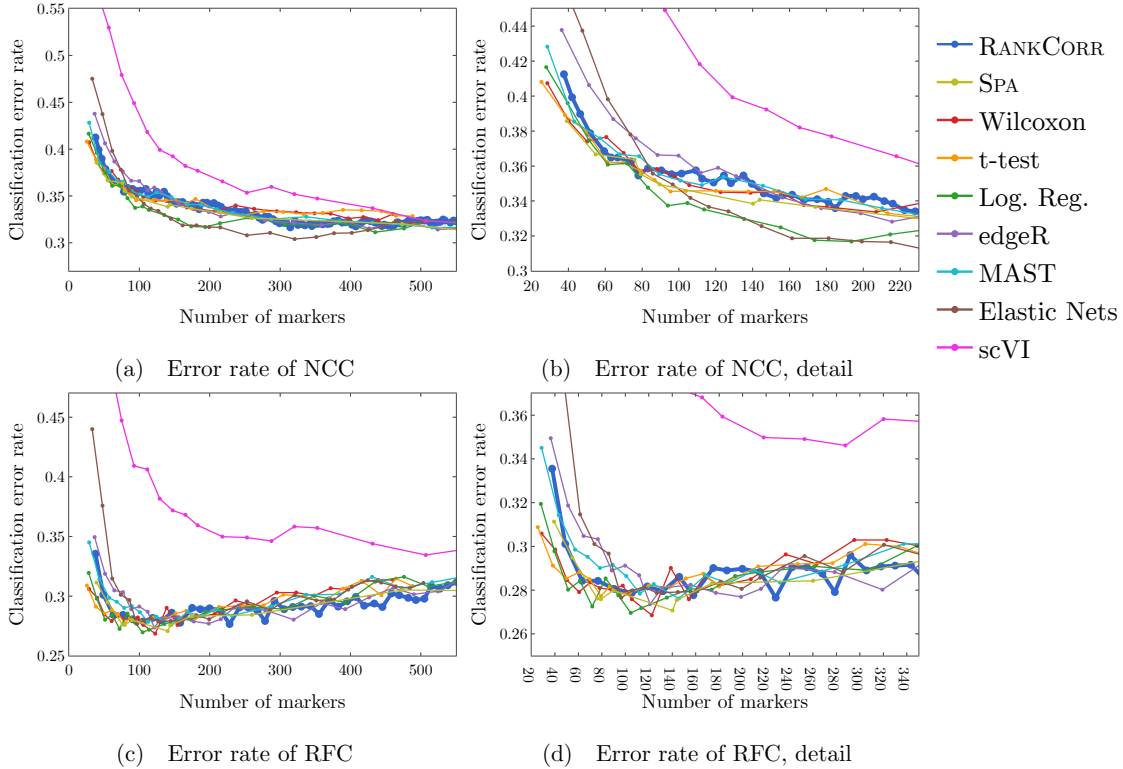 0.55
0.5
0.45
0.4
0.35
0.3
Classification error rate
0 100 200 300 400 500
Number of markers
(a) Error rate of NCC
0.44
0.42
0.4
0.38
0.36
0.34
0.32
0.3
Classification error rate
20 40 60 80 100 120 140 160 180 200 220
Number of markers
(b) Error rate of NCC, detail
RANKCORR
SPA
Wilcoxon
t-test
Log. Reg.
edgeR
MAST
Elastic Nets
scVI
0.45
0.4
0.35
0.3
0.25
Classification error rate
0 100 200 300 400 500
Number of markers
(c) Error rate of RFC
0.36
0.34
0.32
0.3
0.28
0.26
Classification error rate
20 40 60 80 100 120 140 160 180 200 220 240 260 280 300 320 340
Number of markers
(d) Error rate of RFC, detail